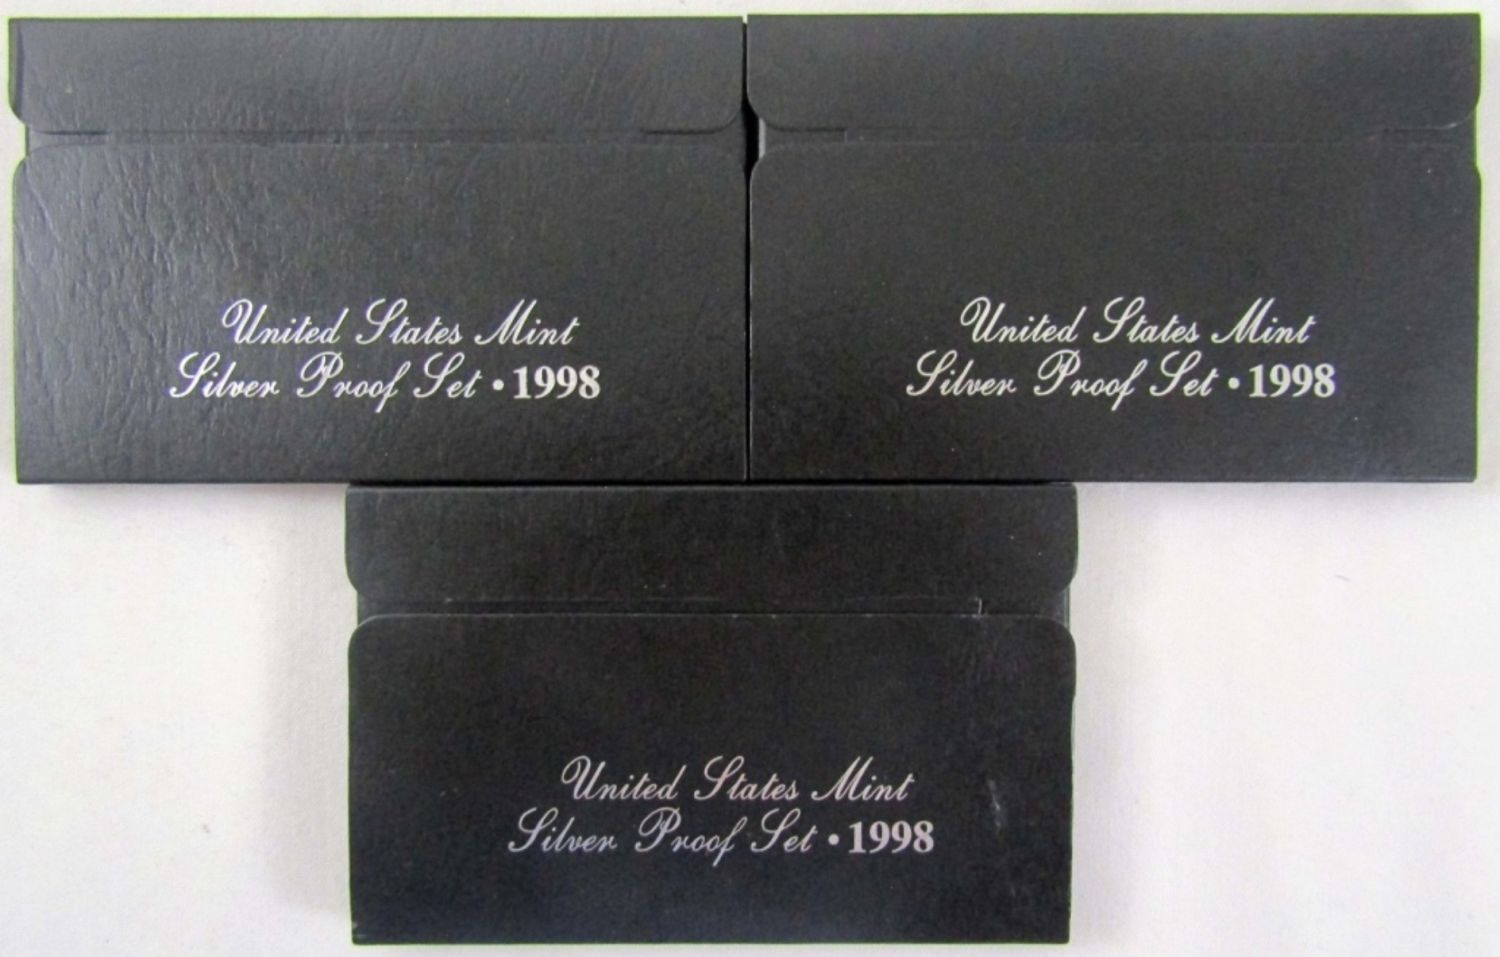 United States Mint
Silver Proof Set • 1998
United States Mint
Silver Proof Set • 1998
United States Mint
Silver Proof Set • 1998